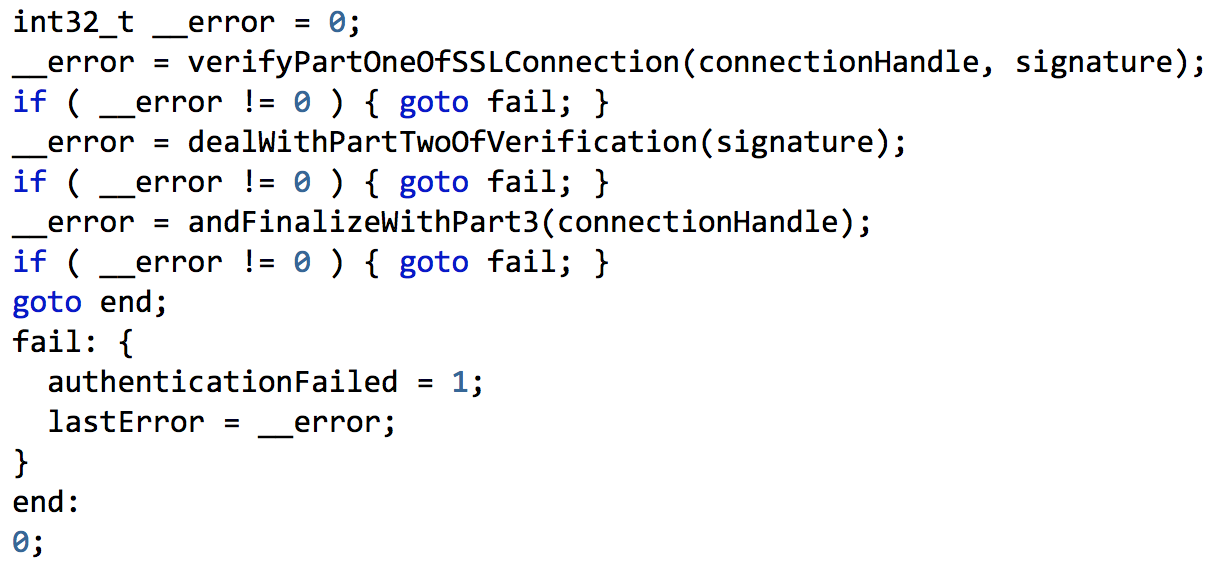 int32_t __error = 0;
__error = verifyPartOneOfSSLConnection(connectionHandle, signature);
if ( __error != 0 ) { goto fail; }
__error = dealWithPartTwoOfVerification(signature);
if ( __error != 0 ) { goto fail; }
__error = andFinalizeWithPart3(connectionHandle);
if ( __error != 0 ) { goto fail; }
goto end;
fail: {
  authenticationFailed = 1;
  lastError = __error;
}
end:
0;